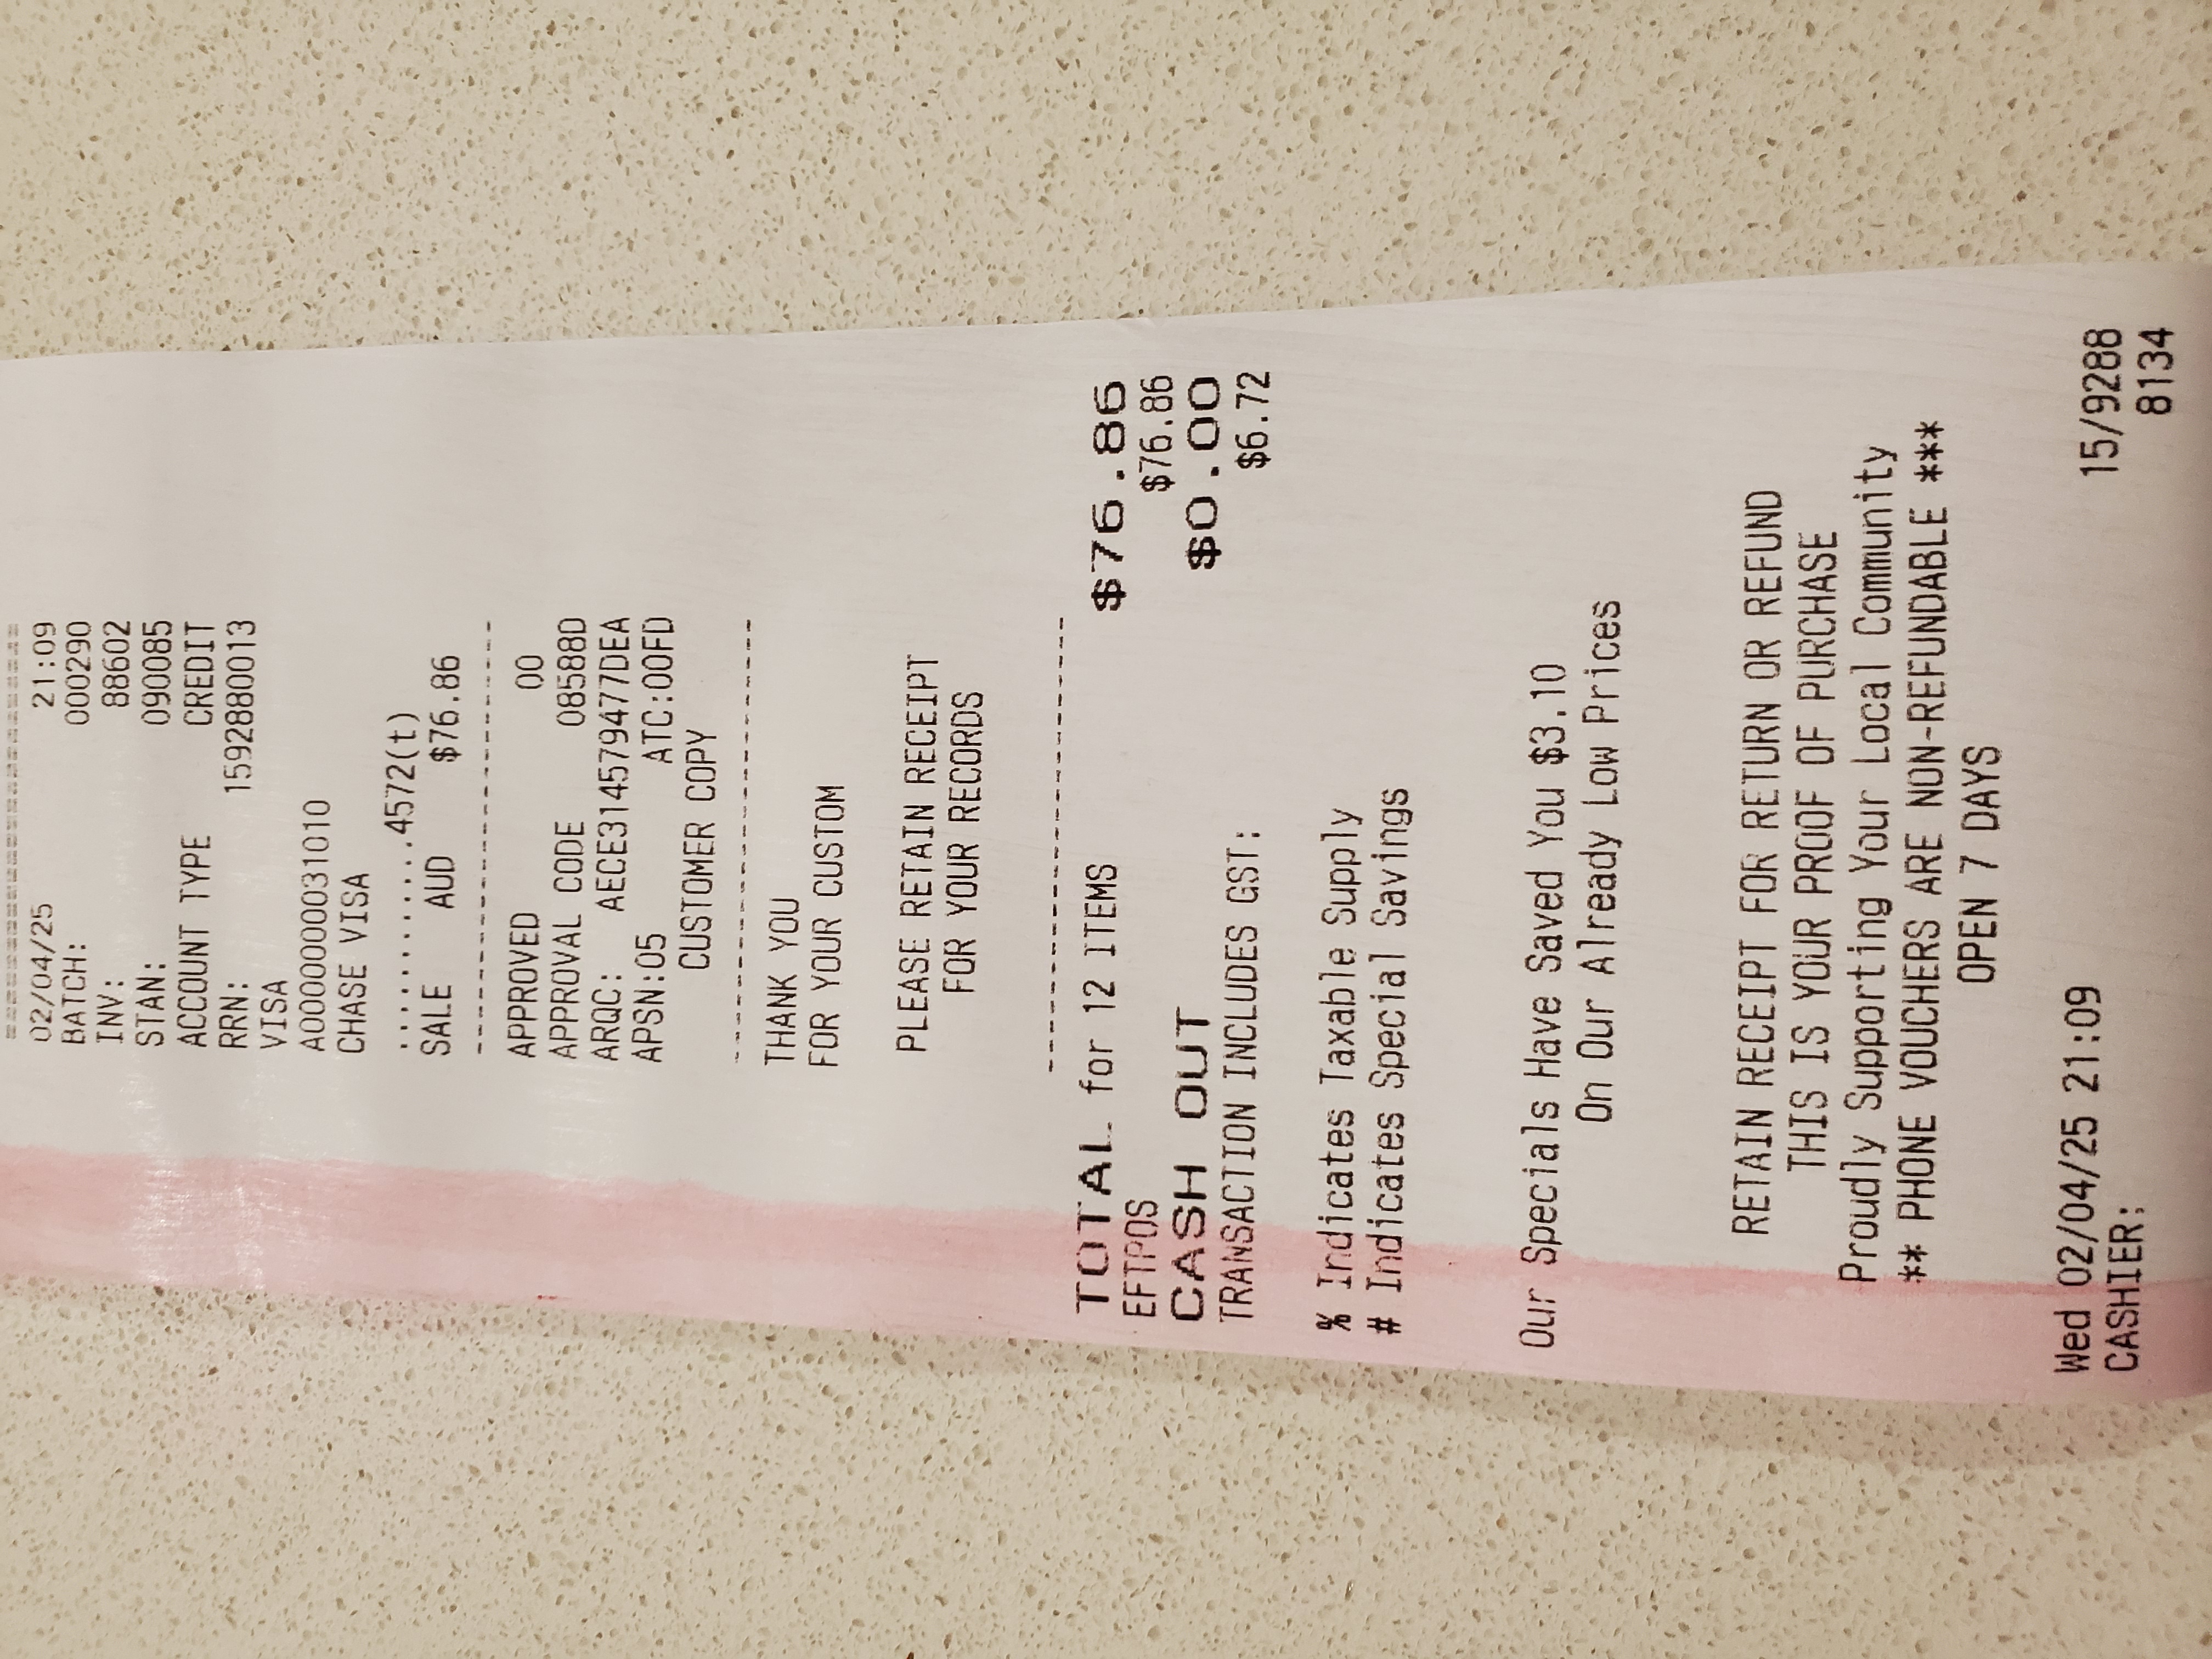 02/04/25 21:09
BATCH: 000290
INV: 88602
STAN: 090085
ACCOUNT TYPE CREDIT
RRN: 159288880013
VISA
A0000000031010
CHASE VISA
............4572(t)
SALE AUD $76.86
APPROVED 00
APPROVAL CODE 08588D
ARQC: AECE31457947 7DEA
APSN:05 ATC:00FD
CUSTOMER COPY
THANK YOU
FOR YOUR CUSTOM
PLEASE RETAIN RECEIPT
FOR YOUR RECORDS
TOTAL for 12 ITEMS $76.86
EFTPOS $76.86
CASH OUT $0.00
TRANSACTION INCLUDES GST: $6.72
% Indicates Taxable Supply
# Indicates Special Savings
Our Specials Have Saved You $3.10
On Our Already Low Prices
RETAIN RECEIPT FOR RETURN OR REFUND
THIS IS YOUR PROOF OF PURCHASE
Proudly Supporting Your Local Community
** PHONE VOUCHERS ARE NON-REFUNDABLE ***
OPEN 7 DAYS
Wed 02/04/25 21:09 15/9288
CASHIER: 8134